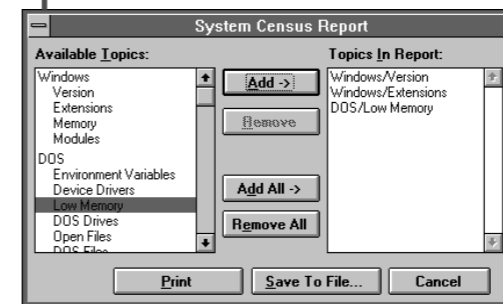 System Census Report
Available Topics:
Windows
Version
Extensions
Memory
Modules
DOS
Environment Variables
Device Drivers
Low Memory
DOS Drives
Open Files
DOS Files
Add ->
Remove
Add All ->
Remove All
Topics In Report:
Windows/Version
Windows/Extensions
DOS/Low Memory
Print
Save To File...
Cancel